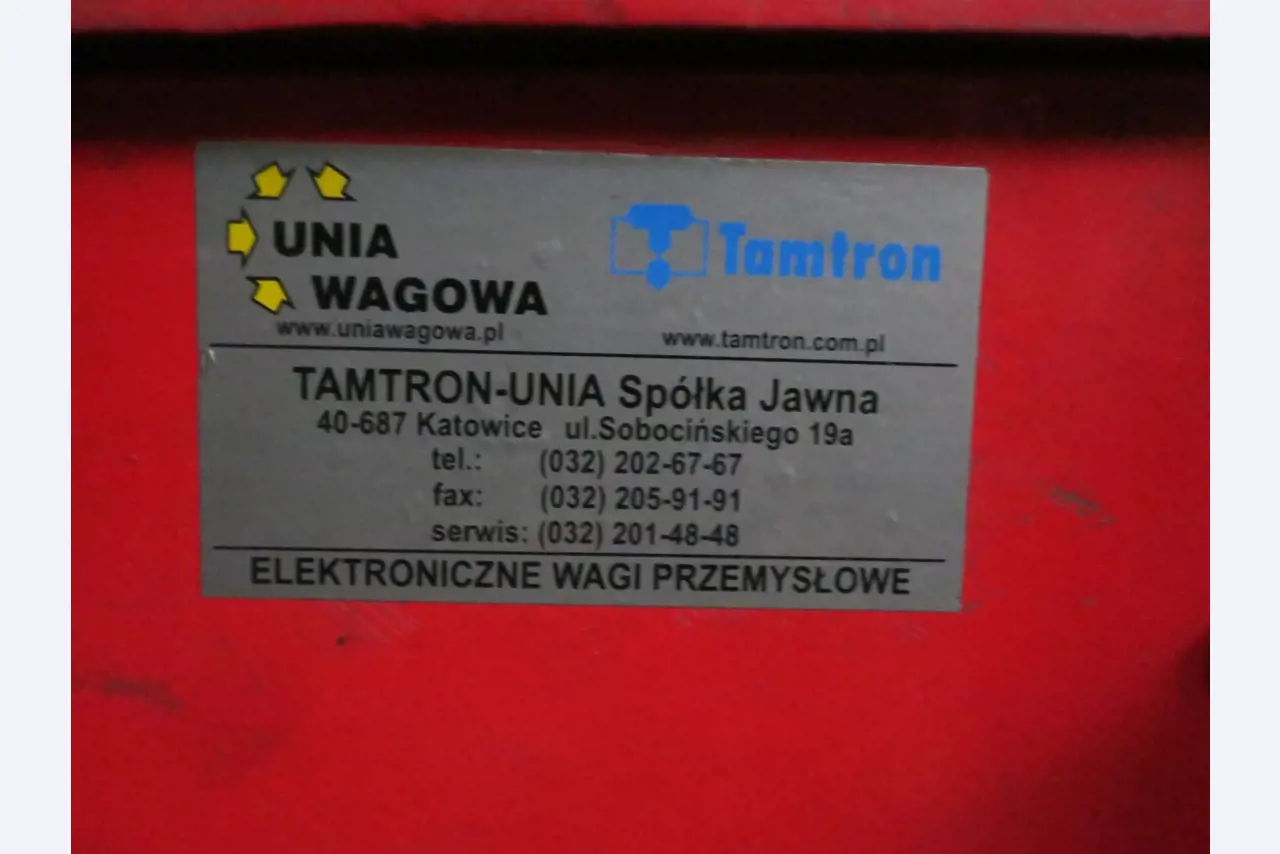 UNIA
WAGOWA
www.uniawagowa.pl
Tamtron
www.tamtron.com.pl
TAMTRON-UNIA Spółka Jawna
40-687 Katowice ul.Sobocińskiego 19a
tel.: (032) 202-67-67
fax: (032) 205-91-91
serwis: (032) 201-48-48
ELEKTRONICZNE WAGI PRZEMYSŁOWE